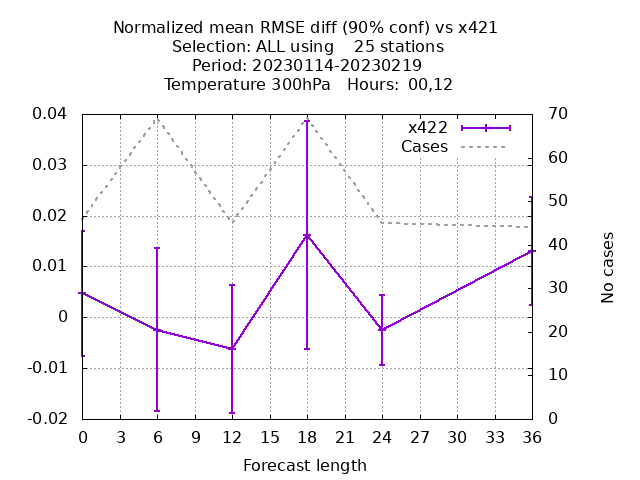 Normalized mean RMSE diff (90% conf) vs x421
Selection: ALL using    25 stations
Period: 20230114-20230219
Temperature 300hPa   Hours:  00,12
0.04
0.03
0.02
0.01
0
-0.01
-0.02
70
60
50
40
30
20
10
0
x422
Cases
No cases
0 3 6 9 12 15 18 21 24 27 30 33 36
Forecast length